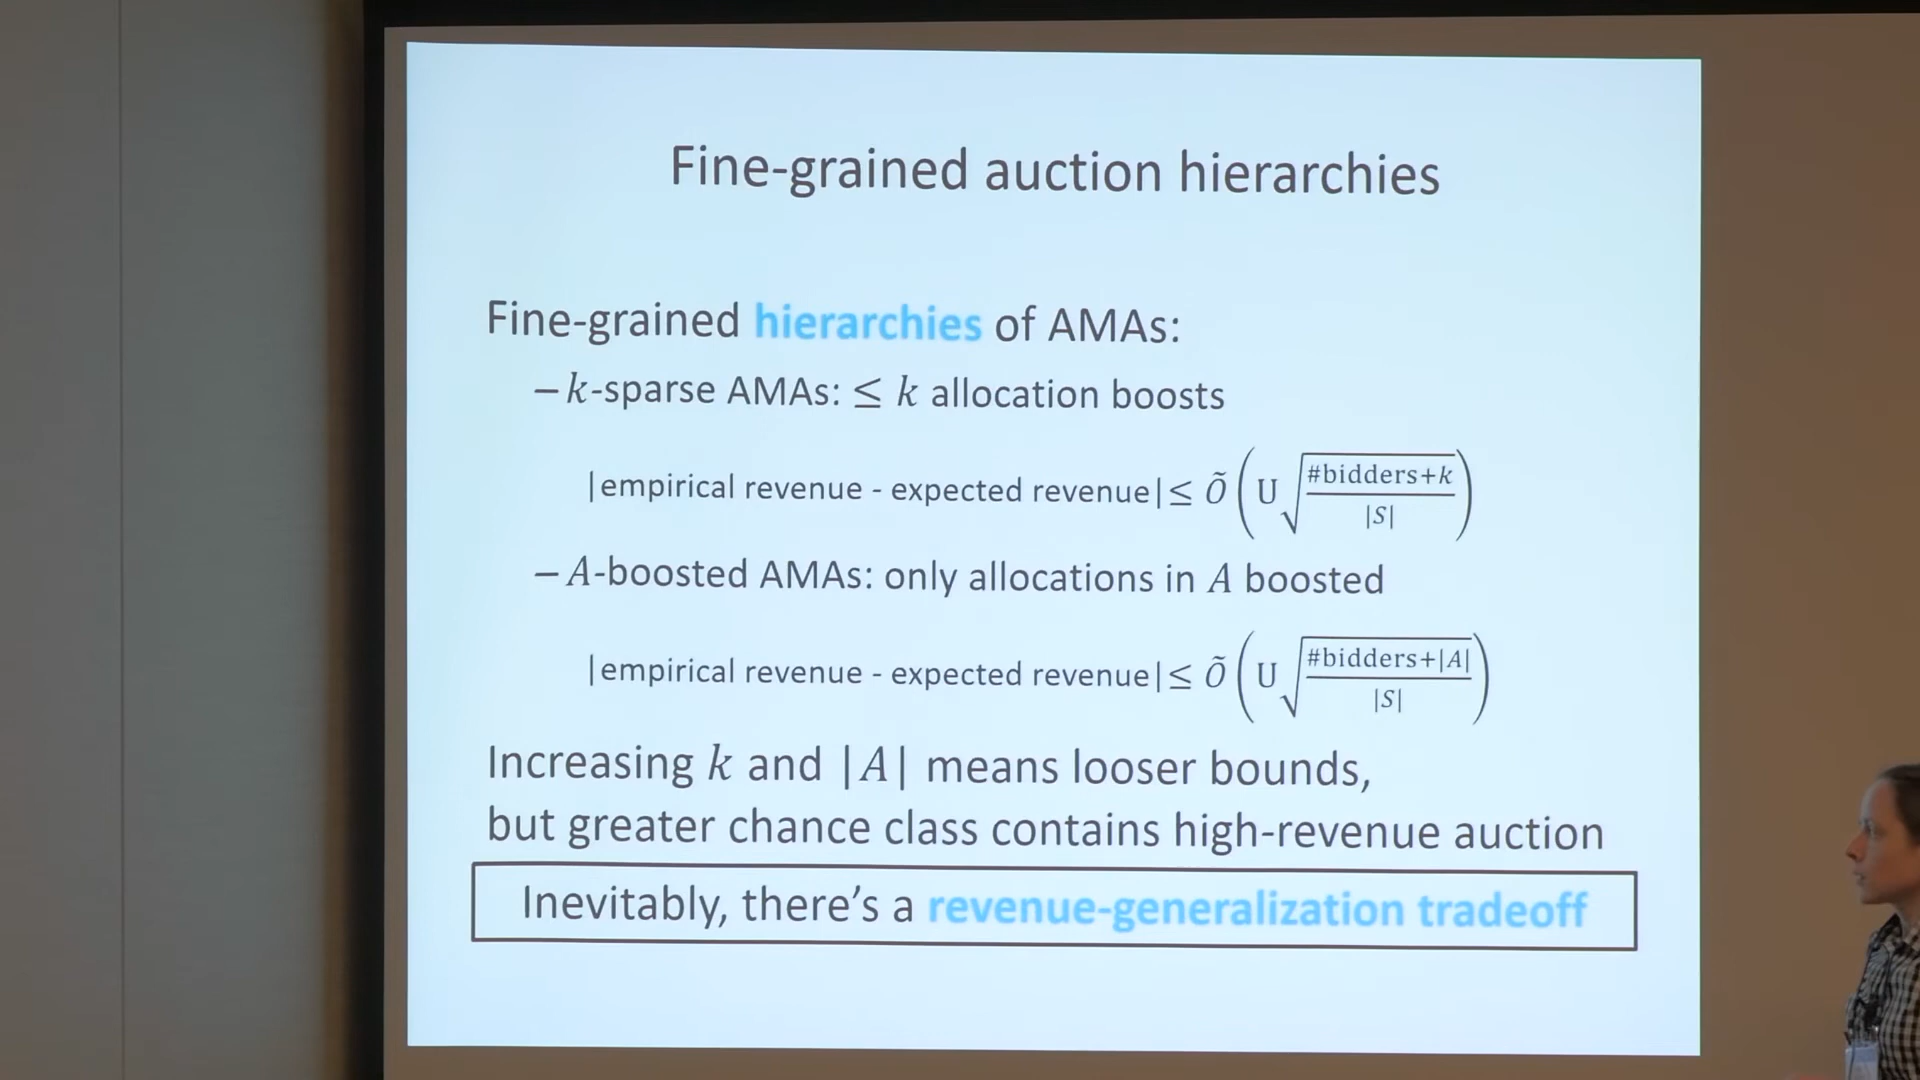 Fine-grained auction hierarchies
Fine-grained hierarchies of AMAs:
– k-sparse AMAs: ≤ k allocation boosts
|empirical revenue - expected revenue| ≤ Õ(U√(#bidders+k / |S|))
– A-boosted AMAs: only allocations in A boosted
|empirical revenue - expected revenue| ≤ Õ(U√(#bidders+|A| / |S|))
Increasing k and |A| means looser bounds,
but greater chance class contains high-revenue auction
Inevitably, there's a revenue-generalization tradeoff